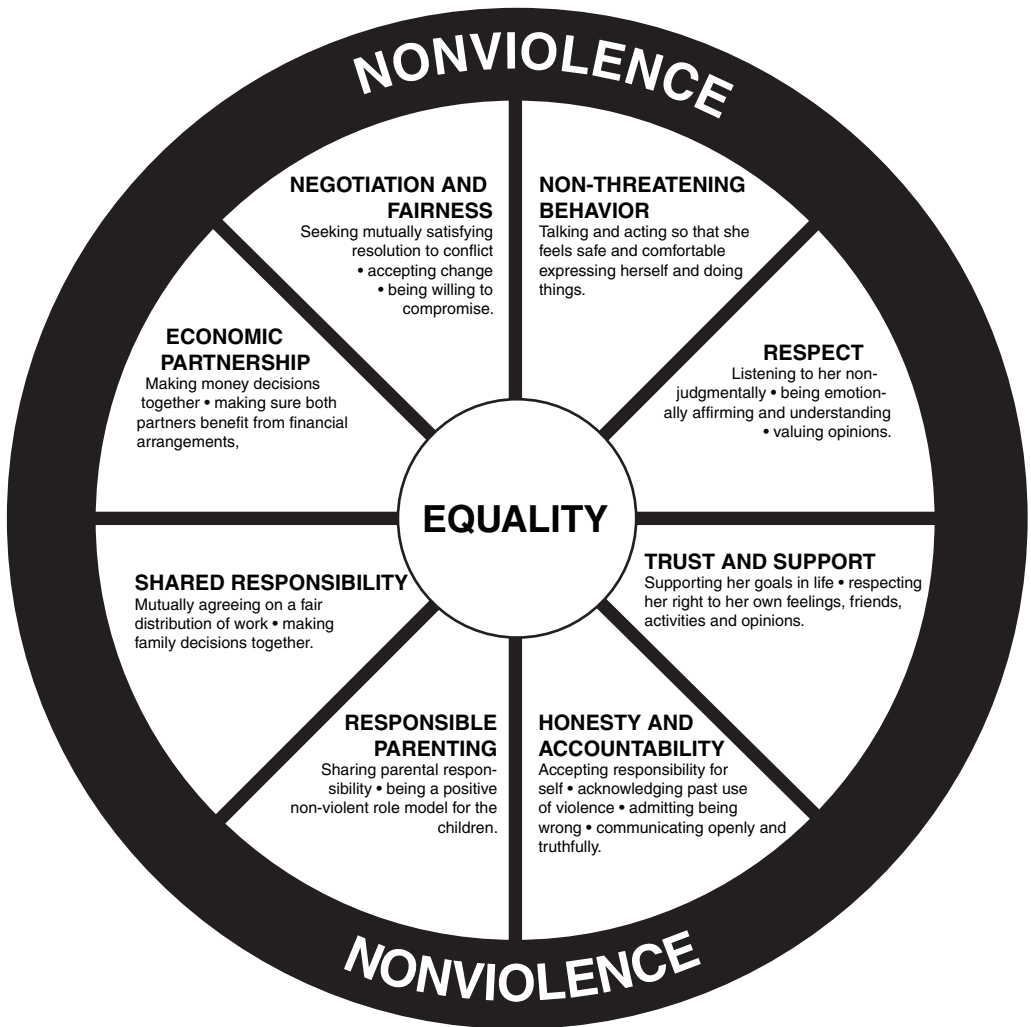 NONVIOLENCE
NEGOTIATION AND
FAIRNESS
Seeking mutually satisfying
resolution to conflict
• accepting change
• being willing to
compromise.
NON-THREATENING
BEHAVIOR
Talking and acting so that she
feels safe and comfortable
expressing herself and doing
things.
ECONOMIC
PARTNERSHIP
Making money decisions
together • making sure both
partners benefit from financial
arrangements,
RESPECT
Listening to her non-
judgmentally • being emotion-
ally affirming and understanding
• valuing opinions.
EQUALITY
SHARED RESPONSIBILITY
Mutually agreeing on a fair
distribution of work • making
family decisions together.
TRUST AND SUPPORT
Supporting her goals in life • respecting
her right to her own feelings, friends,
activities and opinions.
RESPONSIBLE
PARENTING
Sharing parental respon-
sibility • being a positive
non-violent role model for the
children.
HONESTY AND
ACCOUNTABILITY
Accepting responsibility for
self • acknowledging past use
of violence • admitting being
wrong • communicating openly and
truthfully.
NONVIOLENCE